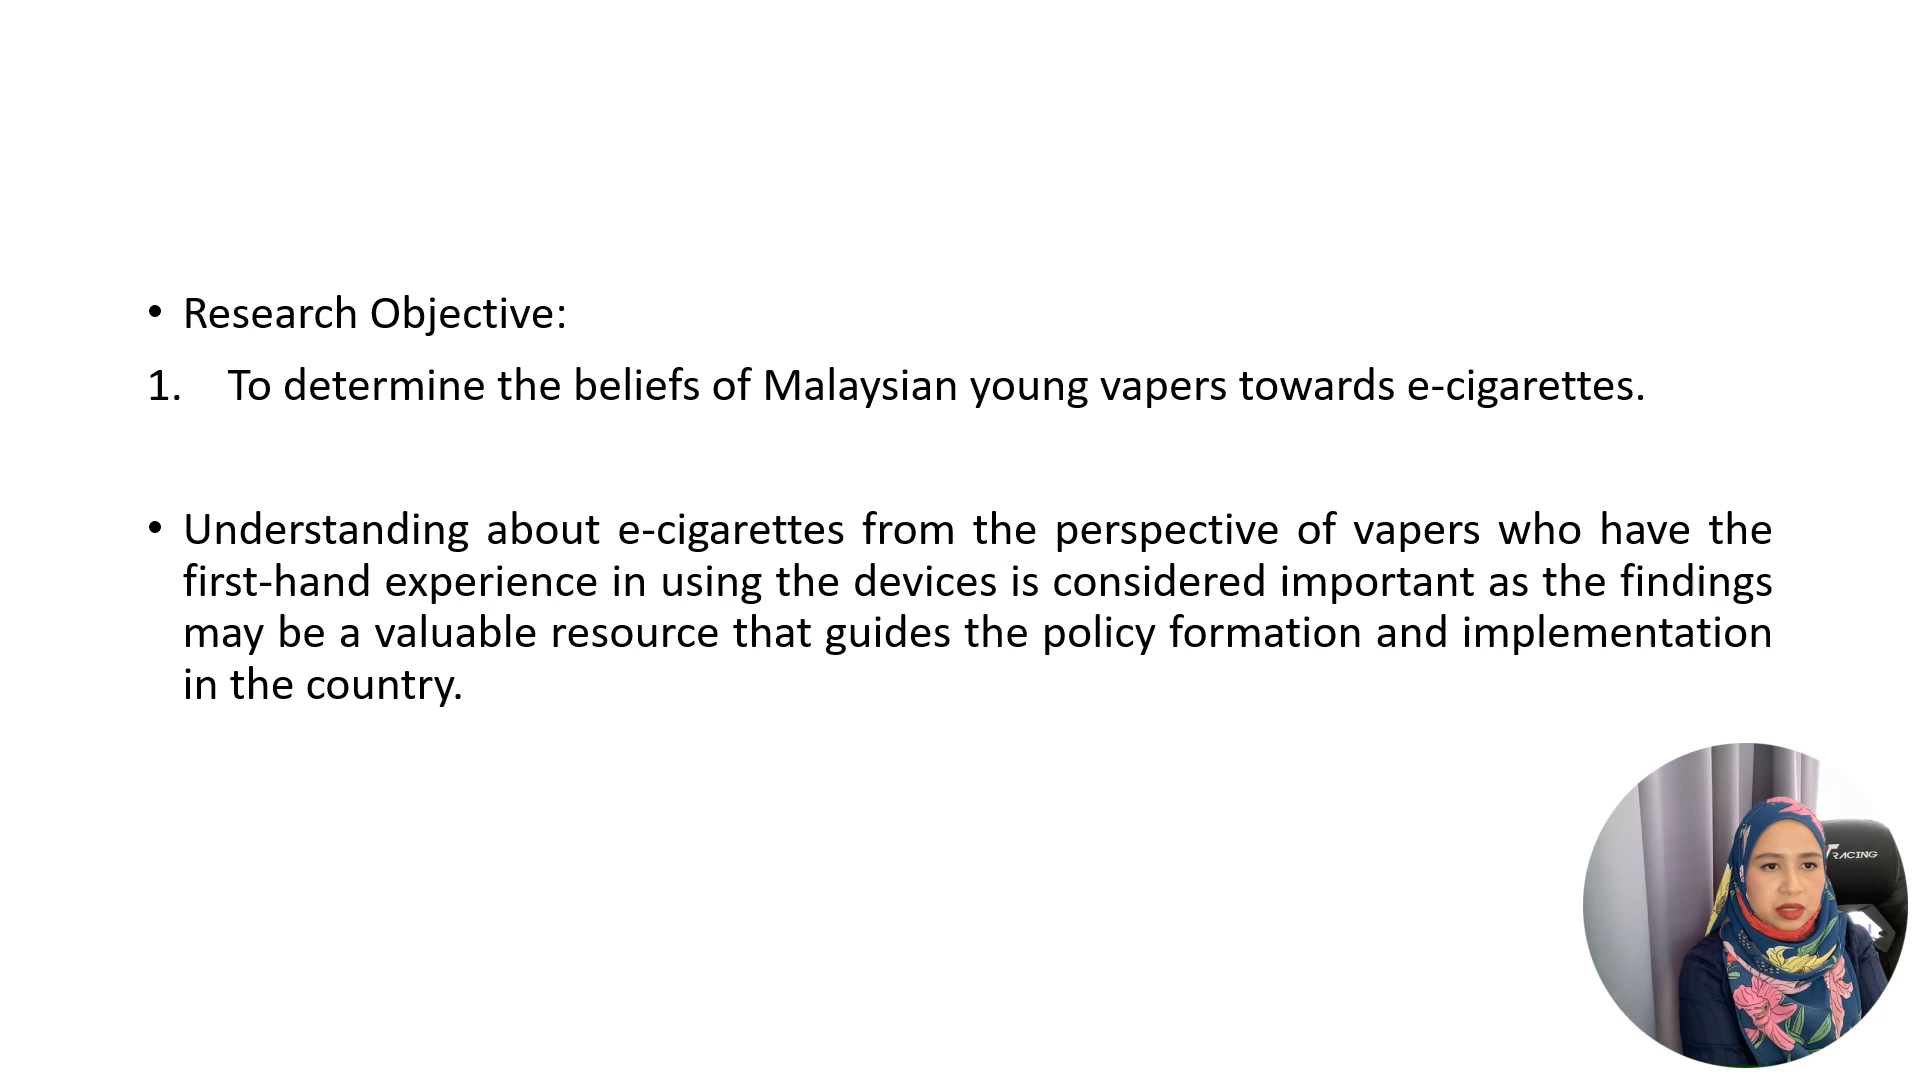 • Research Objective:
1. To determine the beliefs of Malaysian young vapers towards e-cigarettes.
• Understanding about e-cigarettes from the perspective of vapers who have the
first-hand experience in using the devices is considered important as the findings
may be a valuable resource that guides the policy formation and implementation
in the country.
RACING